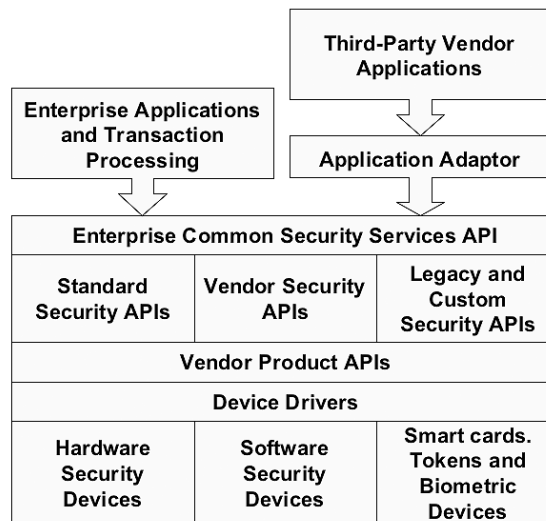 Third-Party Vendor
Applications
Enterprise Applications
and Transaction
Processing
Application Adaptor
Enterprise Common Security Services API
Standard
Security APIs
Vendor Security
APIs
Legacy and
Custom
Security APIs
Vendor Product APIs
Device Drivers
Hardware
Security
Devices
Software
Security
Devices
Smart cards.
Tokens and
Biometric
Devices